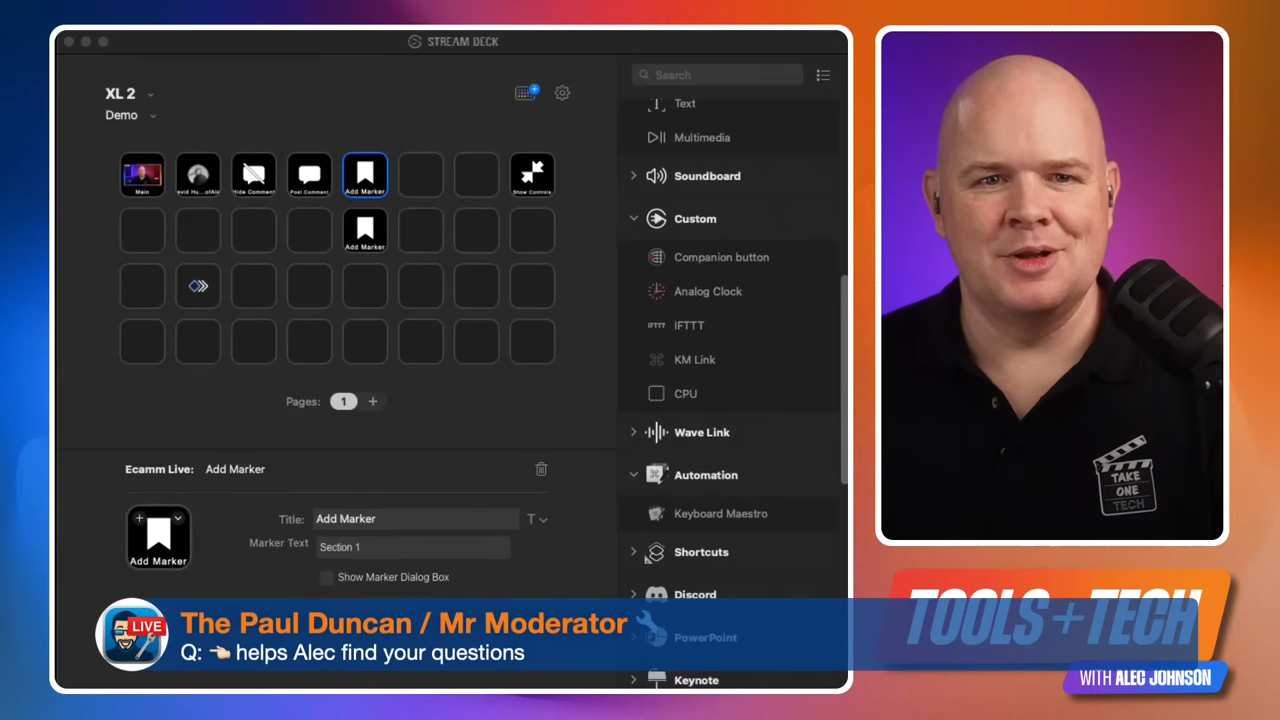 STREAM DECK
XL 2
Demo
Main
Hide Comment
Post Comment
Add Marker
Show Controls
Add Marker
Pages: 1 +
Ecamm Live: Add Marker
Add Marker
Title: Add Marker
T
Marker Text
Section 1
Show Marker Dialog Box
Search
Text
Multimedia
Soundboard
Custom
Companion button
Analog Clock
IFTTT IFTTT
KM Link
CPU
Wave Link
Automation
Keyboard Maestro
Shortcuts
Discord
PowerPoint
Keynote
LIVE
The Paul Duncan / Mr Moderator
Q: 👈🏻 helps Alec find your questions
TAKE
ONE
TECH
TOOLS+TECH
WITH ALEC JOHNSON